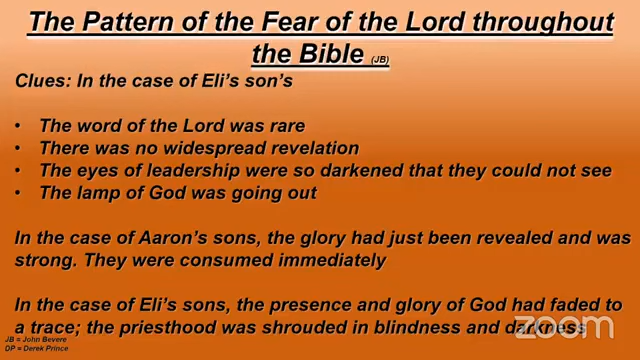 The Pattern of the Fear of the Lord throughout
the Bible (JB)
Clues: In the case of Eli's son's
• The word of the Lord was rare
• There was no widespread revelation
• The eyes of leadership were so darkened that they could not see
• The lamp of God was going out
In the case of Aaron's sons, the glory had just been revealed and was
strong. They were consumed immediately
In the case of Eli's sons, the presence and glory of God had faded to
a trace; the priesthood was shrouded in blindness and darkness
zoom
JB = John Bevere
DP = Derek Prince